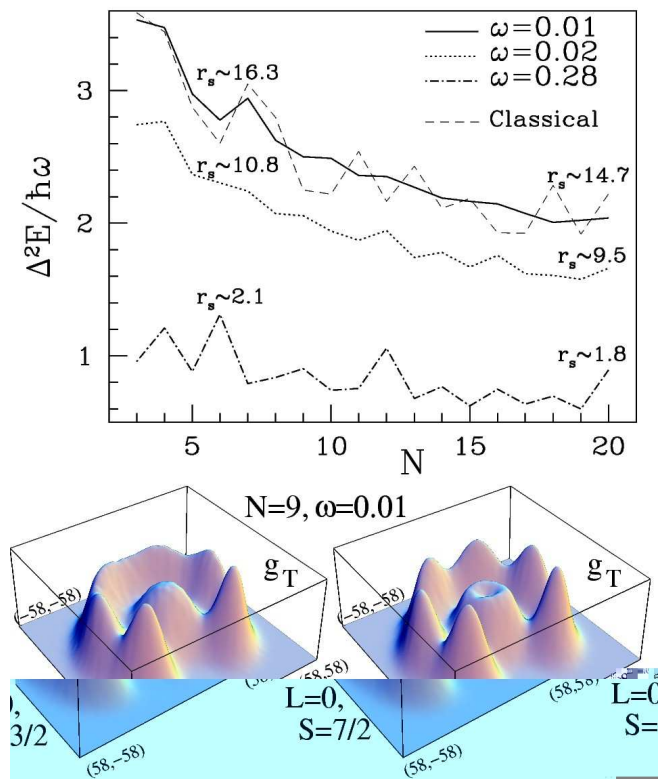 ω=0.01
ω=0.02
ω=0.28
Classical
3
2
1
Δ²E/ħω
r_s~16.3
r_s~10.8
r_s~14.7
r_s~9.5
r_s~2.1
r_s~1.8
5
10
15
20
N
N=9, ω=0.01
g_T
g_T
(−58,−58)
(−58,−58)
58,58)
(58,58)
3/2
L=0,
S=7/2
S=
(58,−58)
(58,−58)